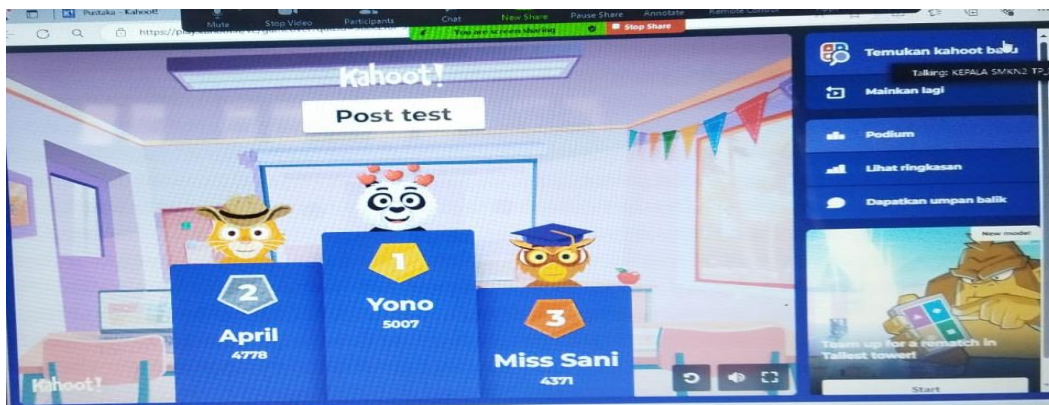 Pustaka - Kahoot!
Mute
Stop Video
Participants
Chat
New Share
Pause Share
Annotate
Remote Control
You are screen sharing
Stop Share
Kahoot!
Post test
1
Yono
5007
2
April
4778
3
Miss Sani
4371
Kahoot!
Temukan kahoot baru
Talking: KEPALA SMKN2 TP_
Mainkan lagi
Podium
Lihat ringkasan
Dapatkan umpan balik
New model
Team up for a rematch in
Tallest tower!
Start